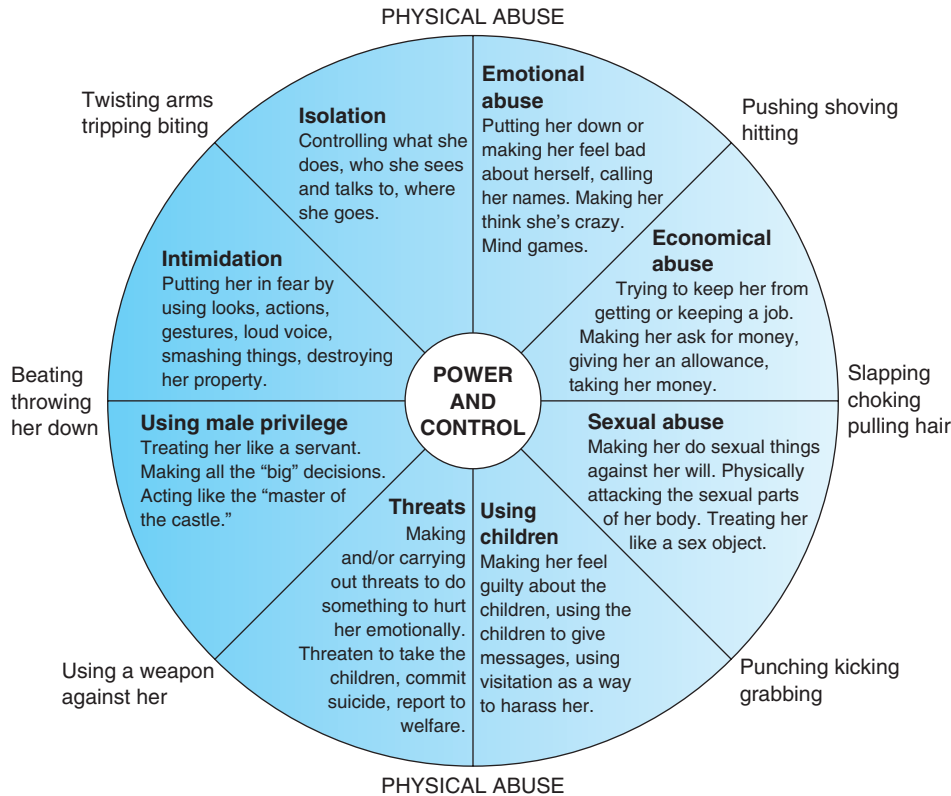 PHYSICAL ABUSE
Twisting arms
tripping biting
Isolation
Controlling what she
does, who she sees
and talks to, where
she goes.
Emotional
abuse
Putting her down or
making her feel bad
about herself, calling
her names. Making her
think she’s crazy.
Mind games.
Pushing shoving
hitting
Intimidation
Putting her in fear by
using looks, actions,
gestures, loud voice,
smashing things, destroying
her property.
Economical
abuse
Trying to keep her from
getting or keeping a job.
Making her ask for money,
giving her an allowance,
taking her money.
Beating
throwing
her down
POWER
AND
CONTROL
Slapping
choking
pulling hair
Using male privilege
Treating her like a servant.
Making all the “big” decisions.
Acting like the “master of
the castle.”
Sexual abuse
Making her do sexual things
against her will. Physically
attacking the sexual parts
of her body. Treating her
like a sex object.
Threats
Making
and/or carrying
out threats to do
something to hurt
her emotionally.
Threaten to take the
children, commit
suicide, report to
welfare.
Using
children
Making her feel
guilty about the
children, using the
children to give
messages, using
visitation as a way
to harass her.
Using a weapon
against her
Punching kicking
grabbing
PHYSICAL ABUSE